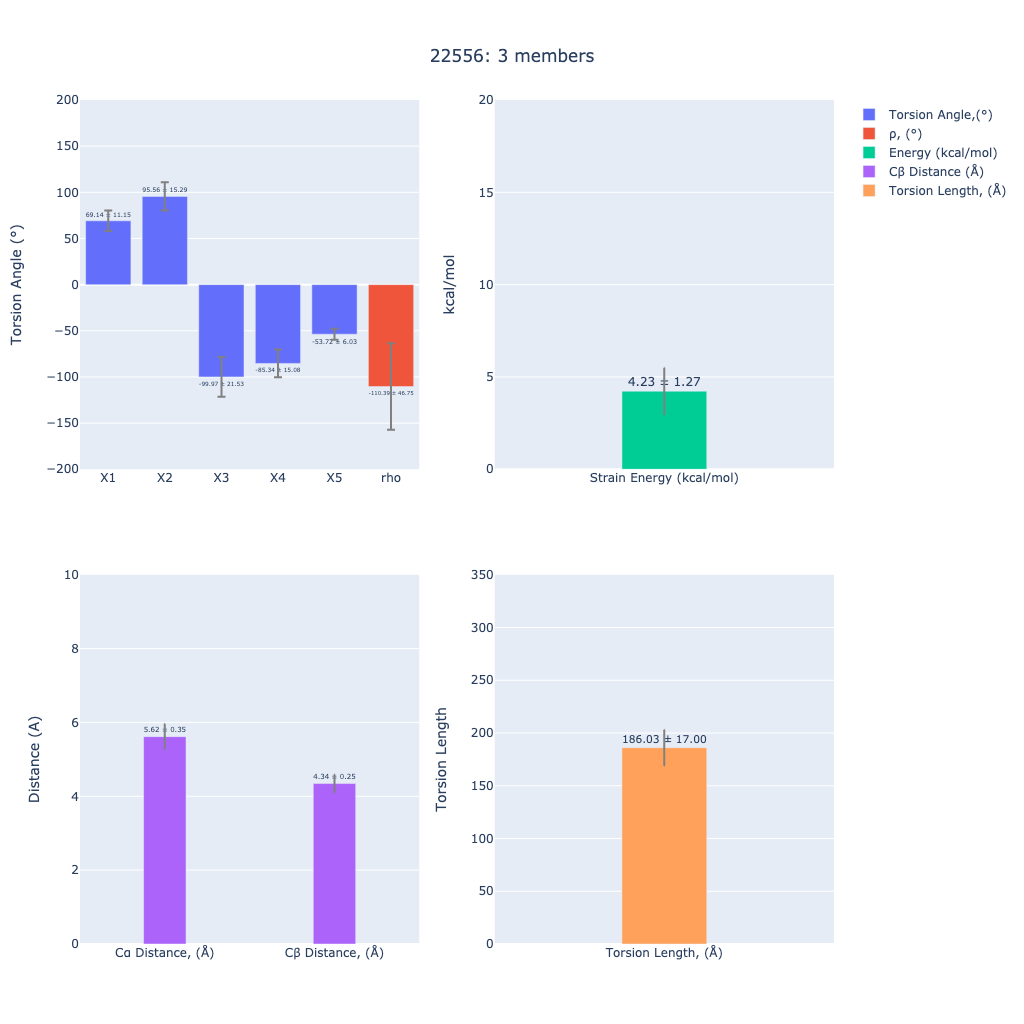 22556: 3 members
Torsion Angle (°)
200
150
100
50
0
−50
−100
−150
−200
69.14 ± 11.15
95.56 ± 15.29
-99.97 ± 21.53
-85.34 ± 15.08
-53.72 ± 6.03
-110.39 ± 46.75
X1 X2 X3 X4 X5 rho
kcal/mol
20
15
10
5
0
4.23 ± 1.27
Strain Energy (kcal/mol)
Torsion Angle,(°)
ρ, (°)
Energy (kcal/mol)
Cβ Distance (Å)
Torsion Length, (Å)
Distance (A)
10
8
6
4
2
0
5.62 ± 0.35
4.34 ± 0.25
Cα Distance, (Å) Cβ Distance, (Å)
Torsion Length
350
300
250
200
150
100
50
0
186.03 ± 17.00
Torsion Length, (Å)